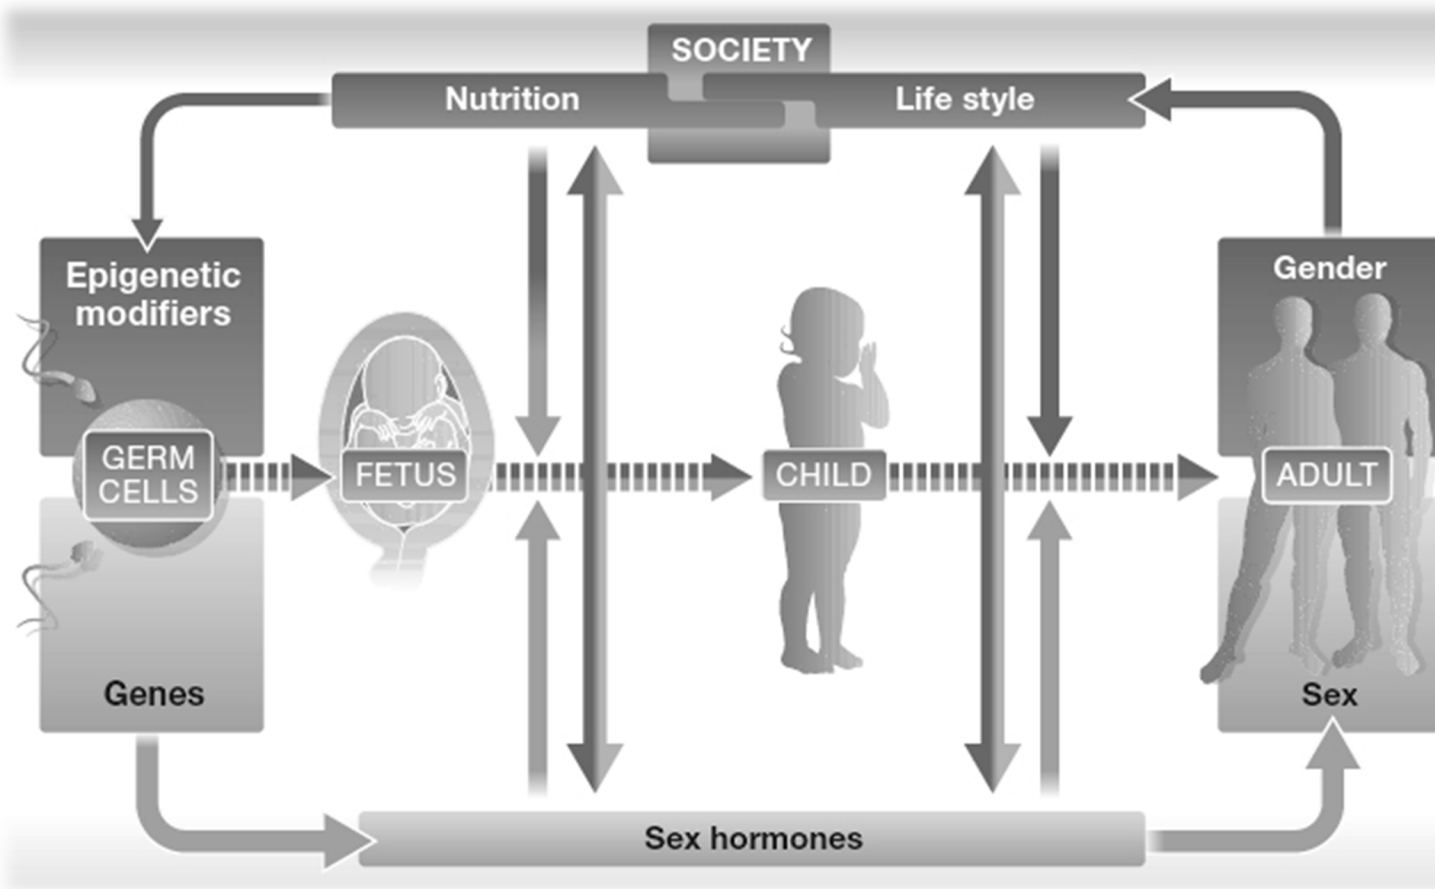 SOCIETY
Nutrition
Life style
Epigenetic
modifiers
Gender
GERM
CELLS
FETUS
CHILD
ADULT
Genes
Sex
Sex hormones